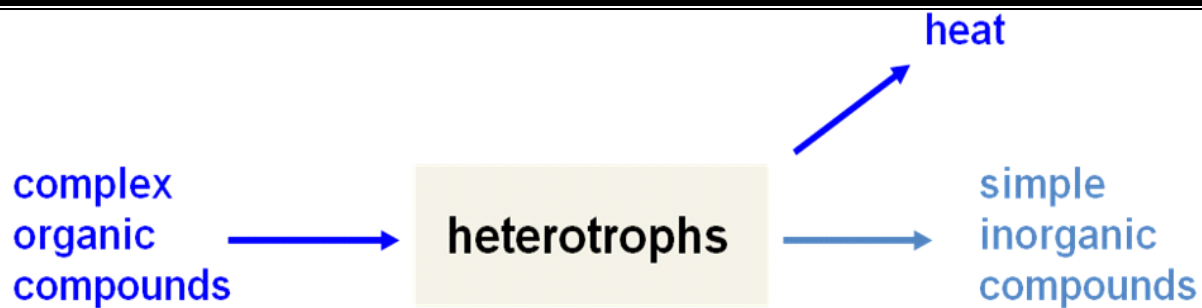 heat
complex
organic
compounds
heterotrophs
simple
inorganic
compounds